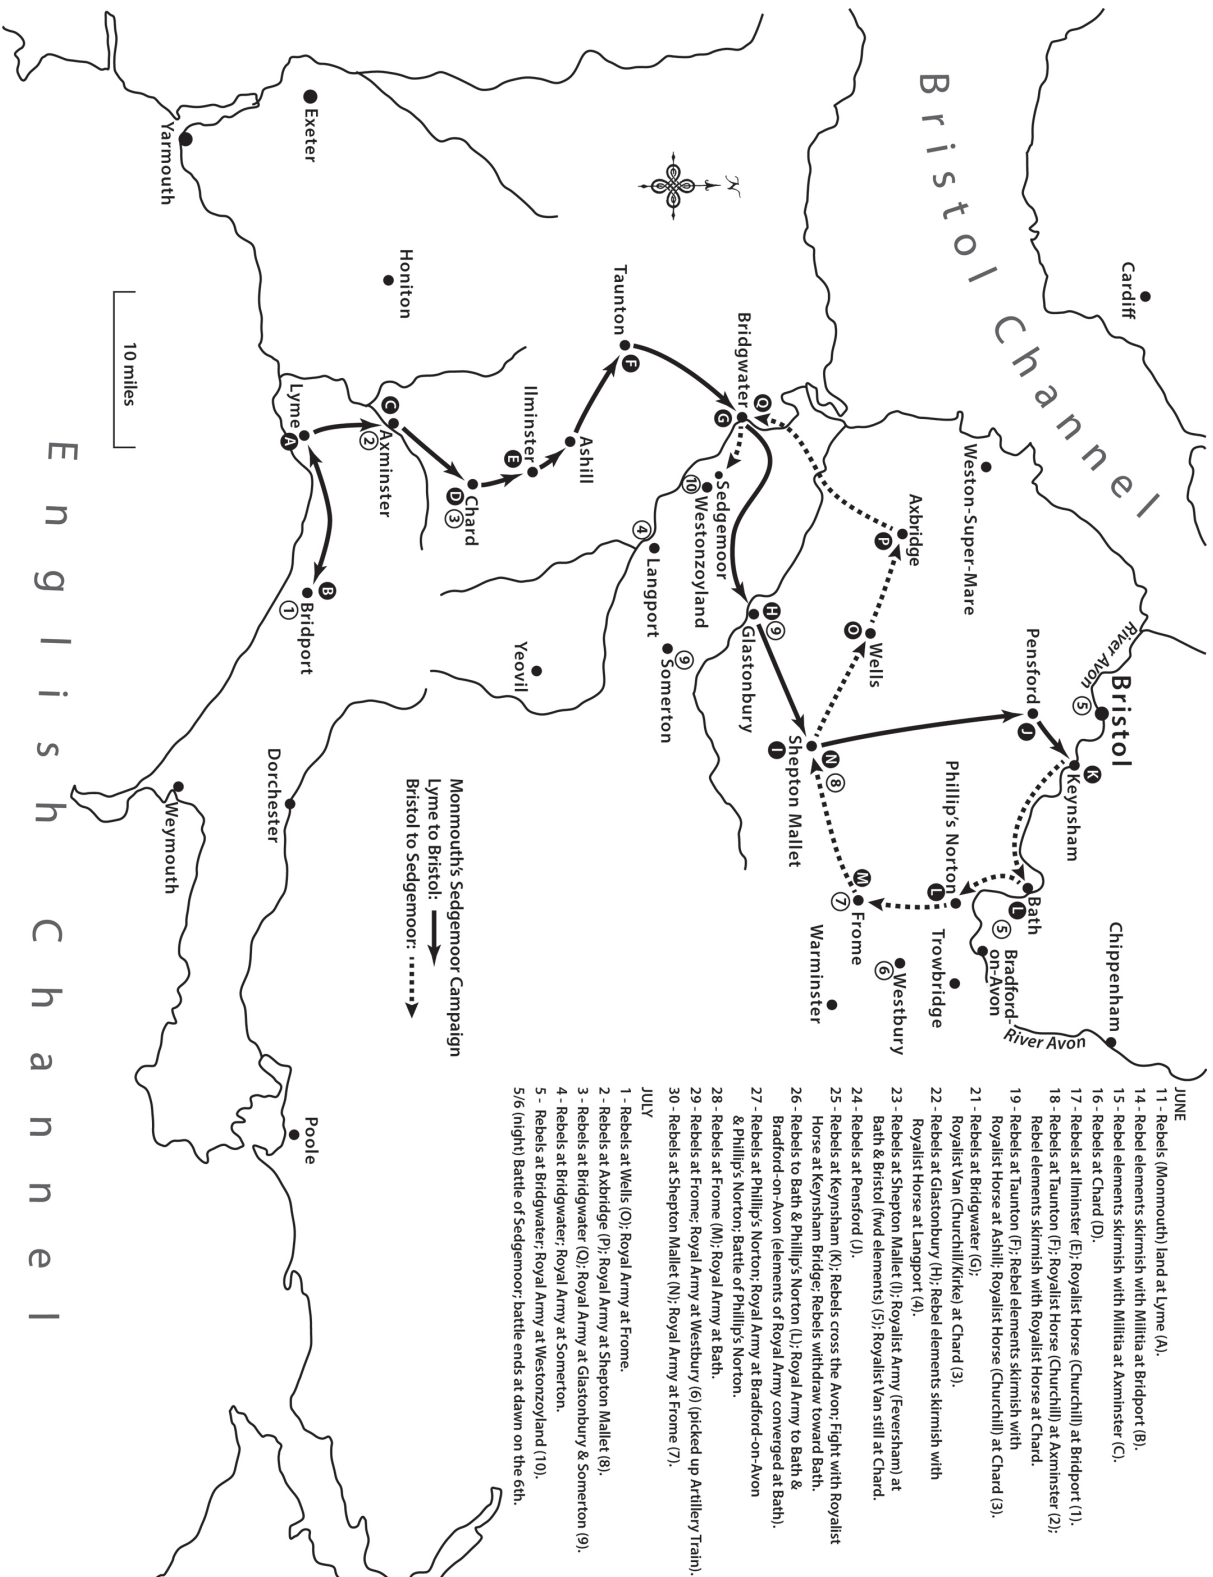 Bristol Channel
English Channel
N
10 miles
Cardiff
Exeter
Yarmouth
Honiton
Taunton
F
Bridgwater
G
Q
Lyme
A
C
2
Axminster
B
1
Bridport
Ilminster
E
Ashill
Chard
D
3
Sedgemoor
Westonzoyland
10
4
Langport
9
Somerton
Yeovil
Weston-Super-Mare
Axbridge
P
O
Wells
H
9
Glastonbury
Shepton Mallet
I
N
8
Pensford
J
River Avon
Bristol
5
K
Keynsham
Phillip's Norton
L
Bath
L
5
M
7
Frome
Warminster
Westbury
6
Trowbridge
Bradford-
on-Avon
Chippenham
River Avon
Dorchester
Weymouth
Poole
Monmouth's Sedgemoor Campaign
Lyme to Bristol:
Bristol to Sedgemoor:
JUNE
11 - Rebels (Monmouth) land at Lyme (A).
14 - Rebel elements skirmish with Militia at Bridport (B).
15 - Rebel elements skirmish with Militia at Axminster (C).
16 - Rebels at Chard (D).
17 - Rebels at Ilminster (E); Royalist Horse (Churchill) at Bridport (1).
18 - Rebels at Taunton (F); Royalist Horse (Churchill) at Axminster (2);
Rebel elements skirmish with Royalist Horse at Chard.
19 - Rebels at Taunton (F); Rebel elements skirmish with
Royalist Horse at Ashill; Royalist Horse (Churchill) at Chard (3).
21 - Rebels at Bridgwater (G);
Royalist Van (Churchill/Kirke) at Chard (3).
22 - Rebels at Glastonbury (H); Rebel elements skirmish with
Royalist Horse at Langport (4).
23 - Rebels at Shepton Mallet (I); Royalist Army (Feversham) at
Bath & Bristol (fwd elements) (5); Royalist Van still at Chard.
24 - Rebels at Pensford (J).
25 - Rebels at Keynsham (K); Rebels cross the Avon; Fight with Royalist
Horse at Keynsham Bridge; Rebels withdraw toward Bath.
26 - Rebels to Bath & Phillip's Norton (L); Royal Army to Bath &
Bradford-on-Avon (elements of Royal Army converged at Bath).
27 - Rebels at Phillip's Norton; Royal Army at Bradford-on-Avon
& Phillip's Norton; Battle of Phillip's Norton.
28 - Rebels at Frome (M); Royal Army at Bath.
29 - Rebels at Frome; Royal Army at Westbury (6) (picked up Artillery Train).
30 - Rebels at Shepton Mallet (N); Royal Army at Frome (7).
JULY
1 - Rebels at Wells (O); Royal Army at Frome.
2 - Rebels at Axbridge (P); Royal Army at Shepton Mallet (8).
3 - Rebels at Bridgwater (Q); Royal Army at Glastonbury & Somerton (9).
4 - Rebels at Bridgwater; Royal Army at Somerton.
5 - Rebels at Bridgwater; Royal Army at Westonzoyland (10).
5/6 (night) Battle of Sedgemoor; battle ends at dawn on the 6th.